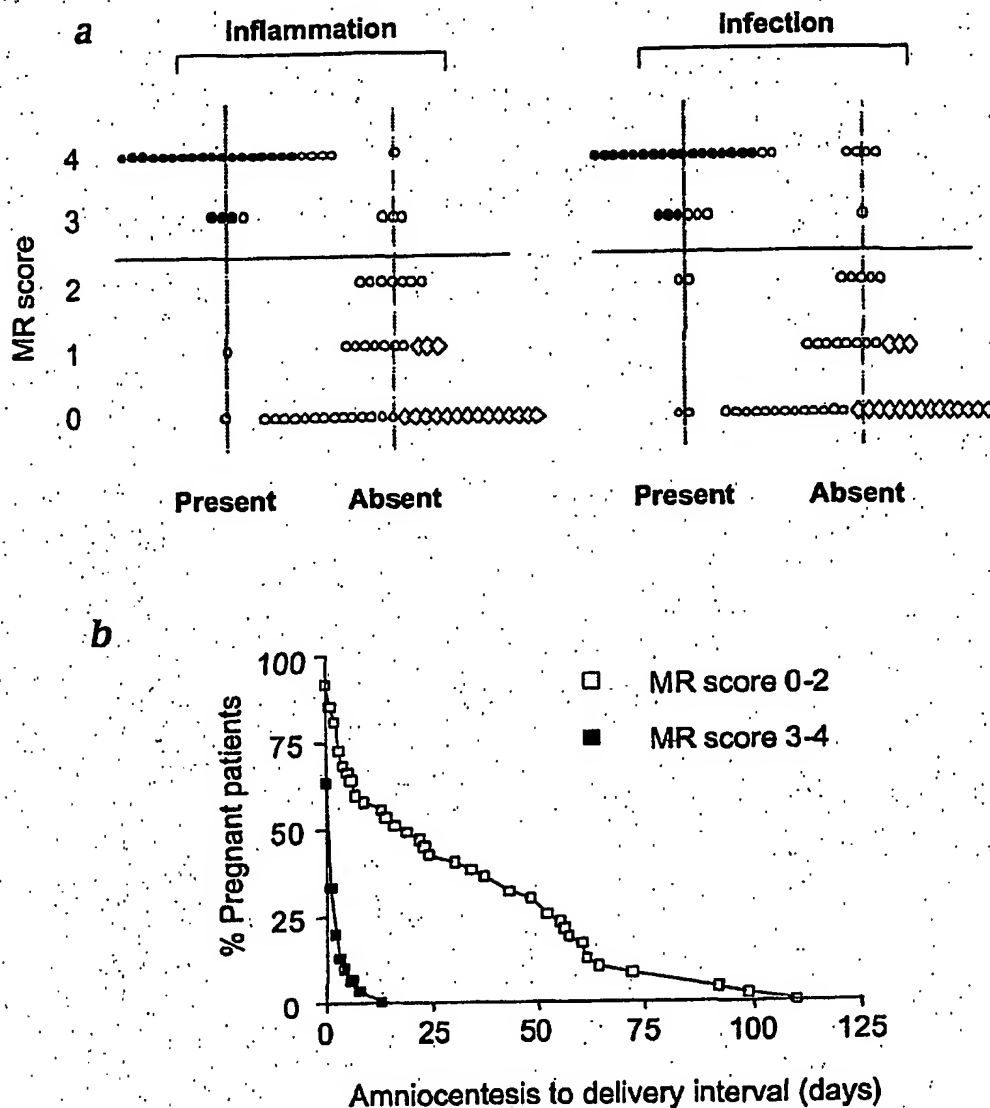 a
Inflammation
Infection
MR score
4
3
2
1
0
Present Absent
Present Absent
b
% Pregnant patients
100
75
50
25
0
MR score 0-2
MR score 3-4
0 25 50 75 100 125
Amniocentesis to delivery interval (days)